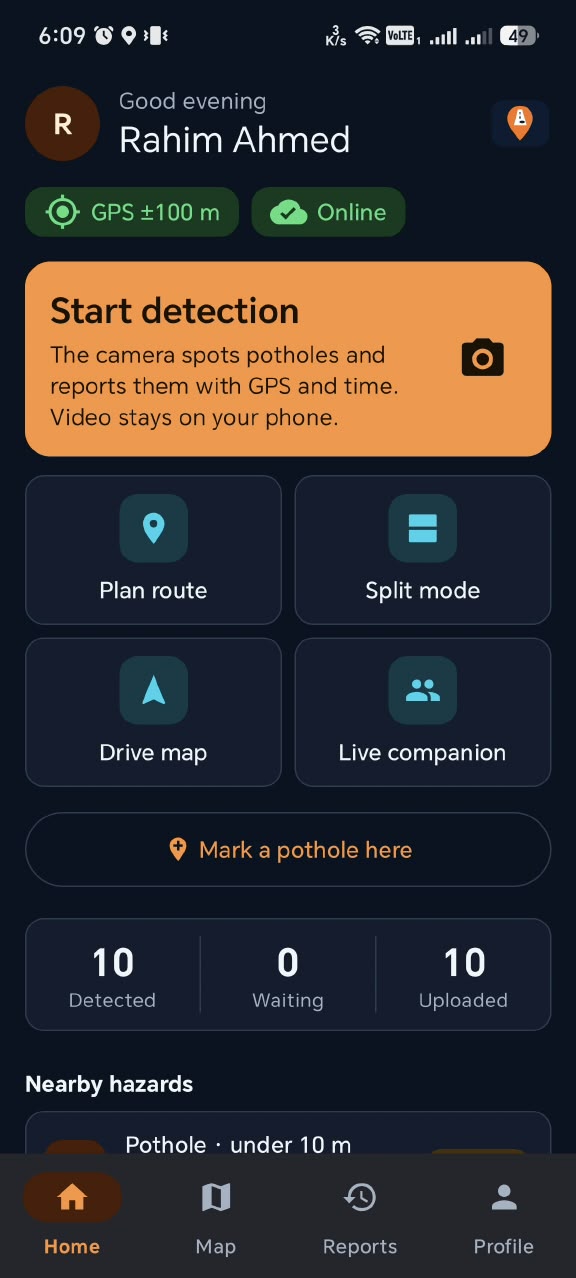 6:09
3
K/s
VoLTE 1
49
Good evening
R
Rahim Ahmed
GPS ±100 m
Online
Start detection
The camera spots potholes and
reports them with GPS and time.
Video stays on your phone.
Plan route
Split mode
Drive map
Live companion
Mark a pothole here
10
0
10
Detected
Waiting
Uploaded
Nearby hazards
Pothole · under 10 m
Home
Map
Reports
Profile